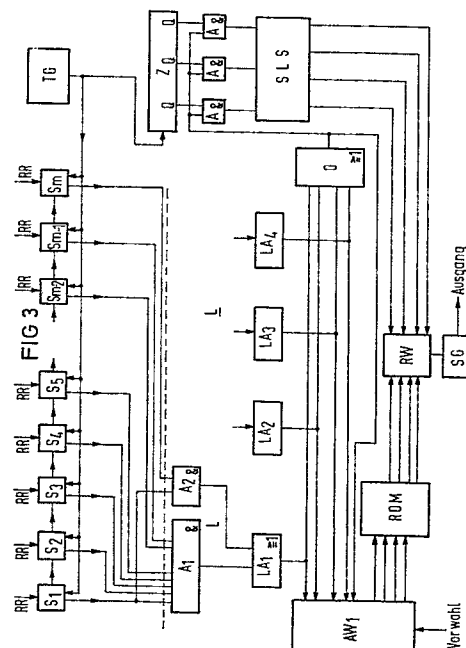 FIG 3
RR RR RR RR RR RR RR RR
S1 S2 S3 S4 S5 Sm2 Sm-1 Sm
TG
Z
Q Q Q
A & A & A &
SLS
A1 &
A2 &
L L
LA1 A≡1
LA2
LA3
LA4
O A≡1
AW1
Vorwahl
ROM
RW
SG
Ausgang